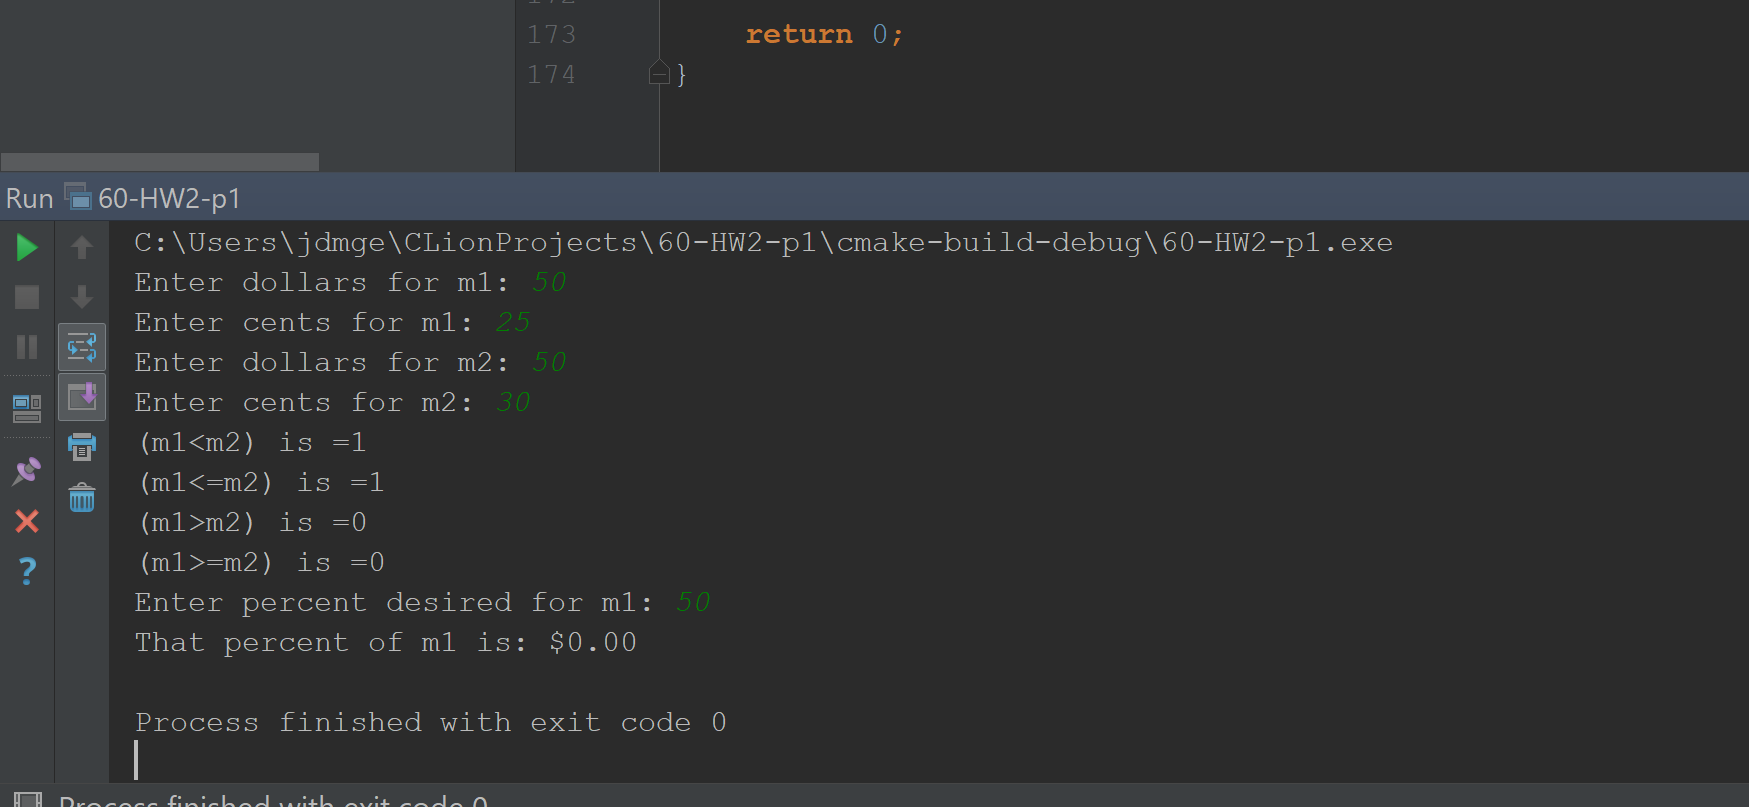 172
173 return 0;
174 }
Run 60-HW2-p1
C:\Users\jdmge\CLionProjects\60-HW2-p1\cmake-build-debug\60-HW2-p1.exe
Enter dollars for m1: 50
Enter cents for m1: 25
Enter dollars for m2: 50
Enter cents for m2: 30
(m1<m2) is =1
(m1<=m2) is =1
(m1>m2) is =0
(m1>=m2) is =0
Enter percent desired for m1: 50
That percent of m1 is: $0.00
Process finished with exit code 0
Process finished with exit code 0